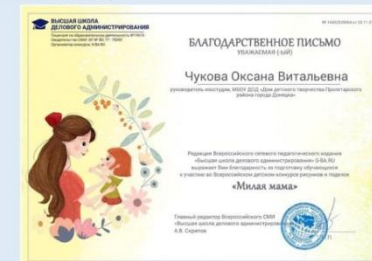 ВЫСШАЯ ШКОЛА
ДЕЛОВОГО АДМИНИСТРИРОВАНИЯ
БЛАГОДАРСТВЕННОЕ ПИСЬМО
УВАЖАЕМАЯ (-ЫЙ)
Чукова Оксана Витальевна
руководитель изостудии, МБОУ ДОД «Дом детского творчества Пролетарского
района города Донецка»
Редакция Всероссийского сетевого педагогического издания
«Высшая школа делового администрирования» S-BA.RU
выражает Вам благодарность за подготовку обучающихся
к участию во Всероссийском детском конкурсе рисунков и поделок
«Милая мама»
Главный редактор Всероссийского СМИ
«Высшая школа делового администрирования»
А.В. Скрипов